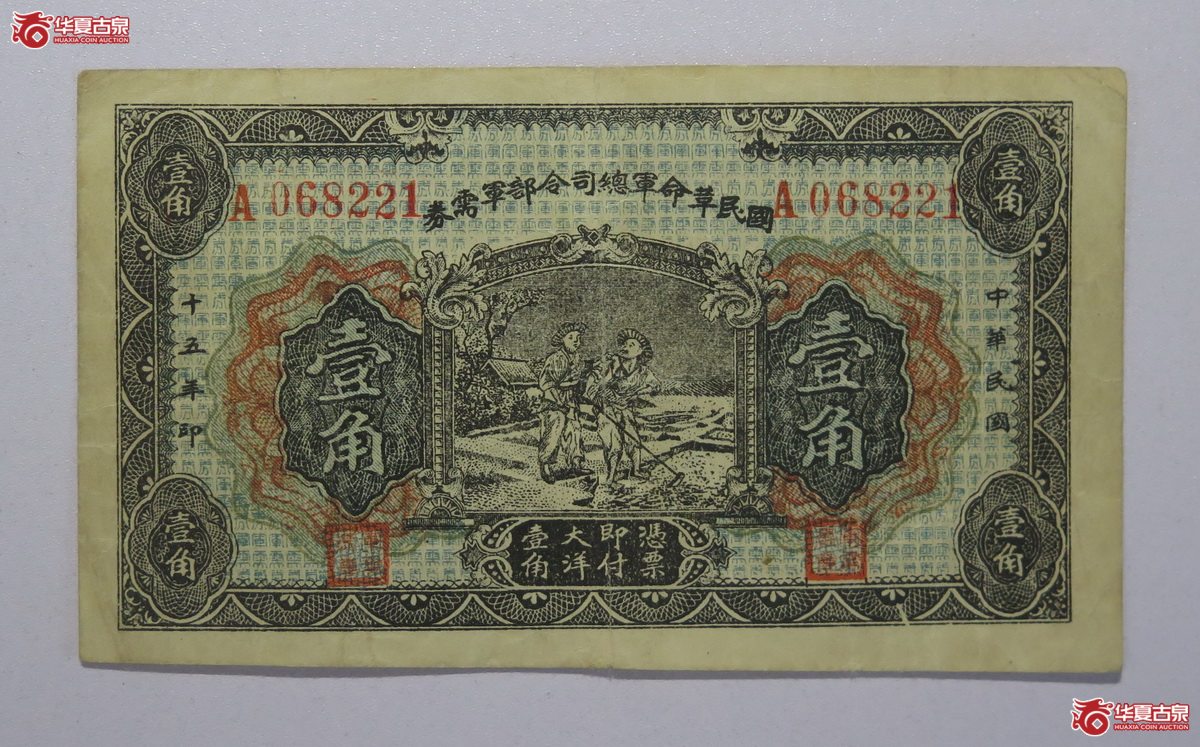 华夏古泉
HUAXIA COIN AUCTION
壹角
壹角
國民革命軍總司令部軍需券
A 068221
A 068221
中華民國
十五年印
壹角
壹角
憑票
即付
大洋
壹角
壹角
壹角
华夏古泉
HUAXIA COIN AUCTION